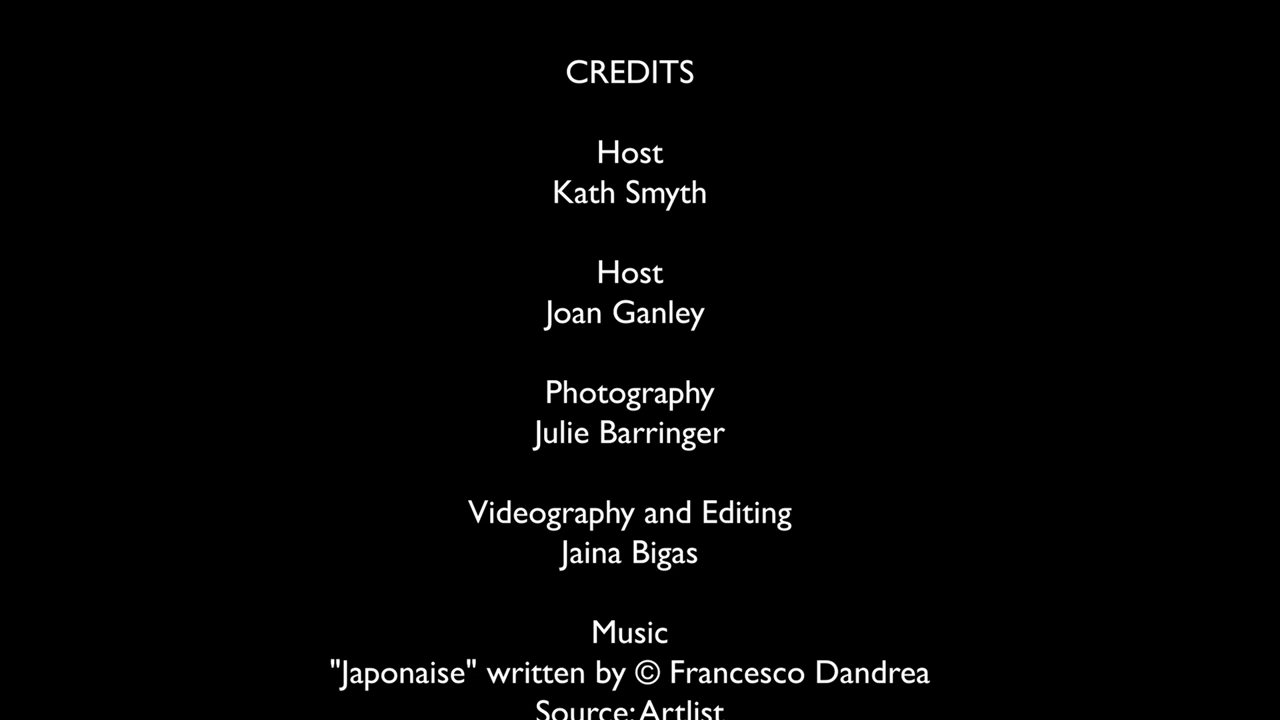 CREDITS
Host
Kath Smyth
Host
Joan Ganley
Photography
Julie Barringer
Videography and Editing
Jaina Bigas
Music
"Japonaise" written by © Francesco Dandrea
Source: Artlist